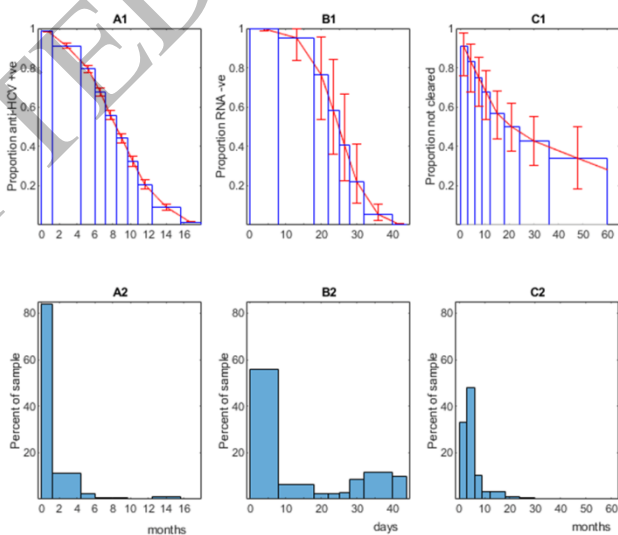 A1
B1
C1
Proportion anti-HCV +ve
0.8
0.6
0.4
0.2
0 2 4 6 8 10 12 14 16
Proportion RNA -ve
1
0.8
0.6
0.4
0.2
0 10 20 30 40
Proportion not cleared
1
0.8
0.6
0.4
0.2
0 10 20 30 40 50 60
A2
B2
C2
Percent of sample
80
60
40
20
0 2 4 6 8 10 12 14 16
months
Percent of sample
80
60
40
20
0 10 20 30 40
days
Percent of sample
80
60
40
20
0 10 20 30 40 50 60
months
TED